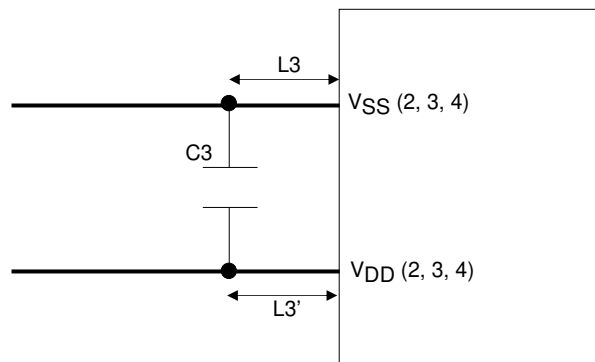 L3
VSS (2, 3, 4)
C3
VDD (2, 3, 4)
L3’